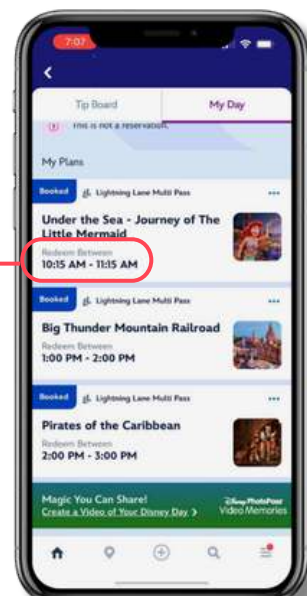 7:07
Tip Board My Day
This is not a reservation.
My Plans
Booked Lightning Lane Multi Pass
Under the Sea - Journey of The
Little Mermaid
Redeem Between
10:15 AM - 11:15 AM
Booked Lightning Lane Multi Pass
Big Thunder Mountain Railroad
Redeem Between
1:00 PM - 2:00 PM
Booked Lightning Lane Multi Pass
Pirates of the Caribbean
Redeem Between
2:00 PM - 3:00 PM
Magic You Can Share!
Create a Video of Your Disney Day >
Disney PhotoPass
Video Memories